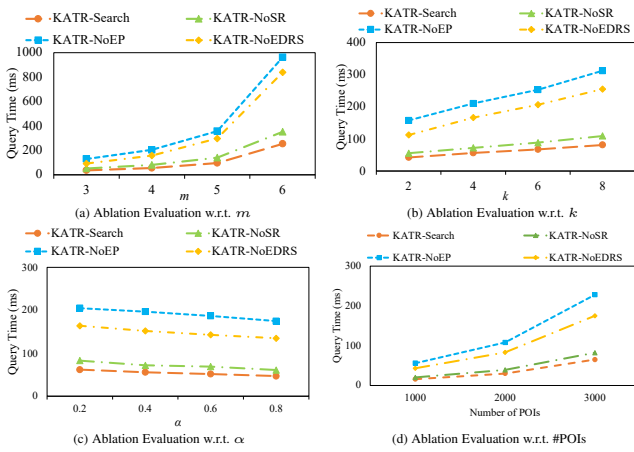 KATR-Search KATR-NoSR
KATR-NoEP KATR-NoEDRS
Query Time (ms)
1000
800
600
400
200
0
3 4 5 6
m
(a) Ablation Evaluation w.r.t. m
KATR-Search KATR-NoSR
KATR-NoEP KATR-NoEDRS
Query Time (ms)
400
300
200
100
0
2 4 6 8
k
(b) Ablation Evaluation w.r.t. k
KATR-Search KATR-NoSR
KATR-NoEP KATR-NoEDRS
Query Time (ms)
300
200
100
0
0.2 0.4 0.6 0.8
α
(c) Ablation Evaluation w.r.t. α
KATR-Search KATR-NoSR
KATR-NoEP KATR-NoEDRS
Query Time (ms)
300
200
100
0
1000 2000 3000
Number of POIs
(d) Ablation Evaluation w.r.t. #POIs